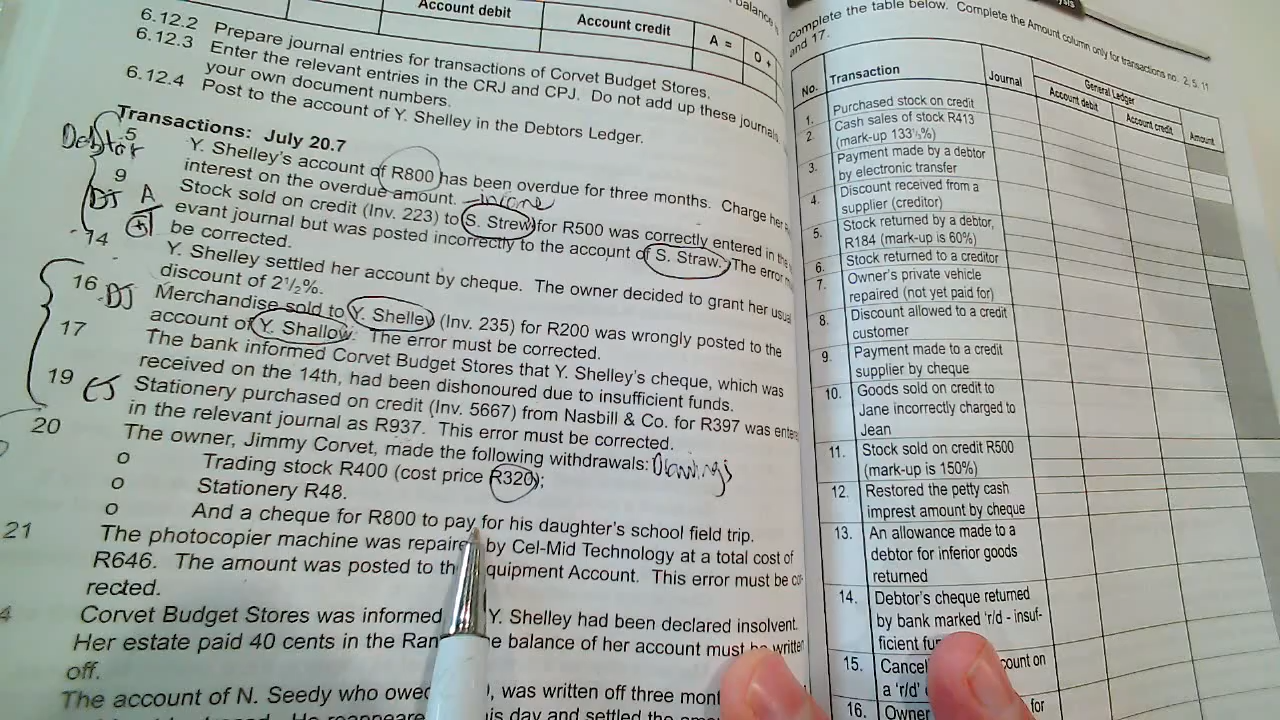 Account debit
Account credit
A =
O +
balance
6.12.2 Prepare journal entries for transactions of Corvet Budget Stores.
6.12.3 Enter the relevant entries in the CRJ and CPJ. Do not add up these journals
your own document numbers.
6.12.4 Post to the account of Y. Shelley in the Debtors Ledger.
Transactions: July 20.7
Debtor
5 Y. Shelley's account of R800 has been overdue for three months. Charge her
interest on the overdue amount.
9 Stock sold on credit (Inv. 223) to S. Strew for R500 was correctly entered in the
DJ A
evant journal but was posted incorrectly to the account of S. Straw. The error
be corrected.
14 Y. Shelley settled her account by cheque. The owner decided to grant her usual
discount of 2½%.
16 DJ Merchandise sold to Y. Shelley (Inv. 235) for R200 was wrongly posted to the
account of Y. Shallow. The error must be corrected.
17 The bank informed Corvet Budget Stores that Y. Shelley's cheque, which was
received on the 14th, had been dishonoured due to insufficient funds.
19 CJ Stationery purchased on credit (Inv. 5667) from Nasbill & Co. for R397 was
in the relevant journal as R937. This error must be corrected.
20 The owner, Jimmy Corvet, made the following withdrawals: Drawings
o Trading stock R400 (cost price R320);
o Stationery R48.
o And a cheque for R800 to pay for his daughter's school field trip.
21 The photocopier machine was by Cel-Mid Technology at a total cost of
R646. The amount was posted to Account. This error must be
rected.
4 Corvet Budget Stores was informed Y. Shelley had been declared insolvent.
Her estate paid 40 cents in the balance of her account must be written
off.
The account of N. Seedy who , was written off three
day and settled the
Complete the table below. Complete the Amount column only for transactions no. 2, 5, 11
and 17.
No. Transaction Journal General Ledger
Account debit Account credit Amount
1. Purchased stock on credit
2. Cash sales of stock R413
(mark-up 133⅓%)
3. Payment made by a debtor
by electronic transfer
4. Discount received from a
supplier (creditor)
5. Stock returned by a debtor,
R184 (mark-up is 60%)
6. Stock returned to a creditor
7. Owner's private vehicle
repaired (not yet paid for)
8. Discount allowed to a credit
customer
9. Payment made to a credit
supplier by cheque
10. Goods sold on credit to
Jane incorrectly charged to
Jean
11. Stock sold on credit R500
(mark-up is 150%)
12. Restored the petty cash
imprest amount by cheque
13. An allowance made to a
debtor for inferior goods
returned
14. Debtor's cheque returned
by bank marked 'r/d - insuf-
ficient
15. on
a 'r/d'
16. Owner for